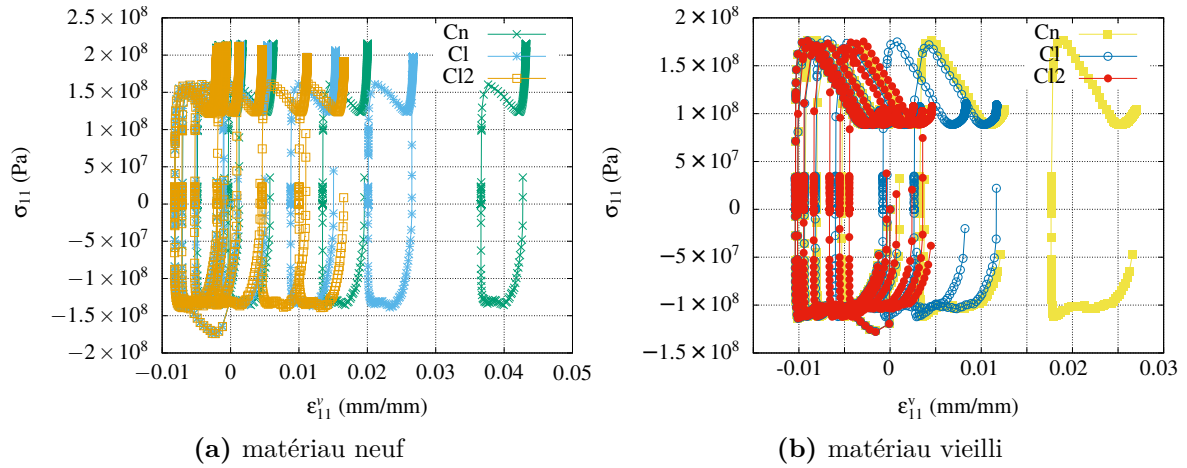 2.5×10⁸
2×10⁸
1.5×10⁸
1×10⁸
5×10⁷
0
−5×10⁷
−1×10⁸
−1.5×10⁸
−2×10⁸
σ₁₁ (Pa)
Cn
Cl
Cl2
−0.01 0 0.01 0.02 0.03 0.04 0.05
ε₁₁ᵛ (mm/mm)
(a) matériau neuf
2×10⁸
1.5×10⁸
1×10⁸
5×10⁷
0
−5×10⁷
−1×10⁸
−1.5×10⁸
σ₁₁ (Pa)
Cn
Cl
Cl2
-0.01 0 0.01 0.02 0.03
ε₁₁ᵛ (mm/mm)
(b) matériau vieilli